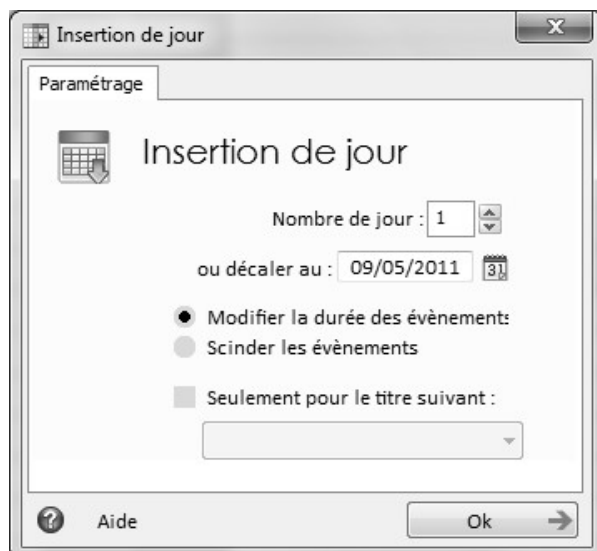 Insertion de jour
Paramétrage
Insertion de jour
Nombre de jour : 1
ou décaler au : 09/05/2011 31
Modifier la durée des évènements
Scinder les évènements
Seulement pour le titre suivant :
Aide Ok